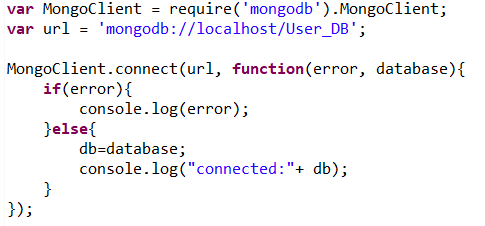 var MongoClient = require('mongodb').MongoClient;
var url = 'mongodb://localhost/User_DB';
MongoClient.connect(url, function(error, database){
    if(error){
        console.log(error);
    }else{
        db=database;
        console.log("connected:"+ db);
    }
});